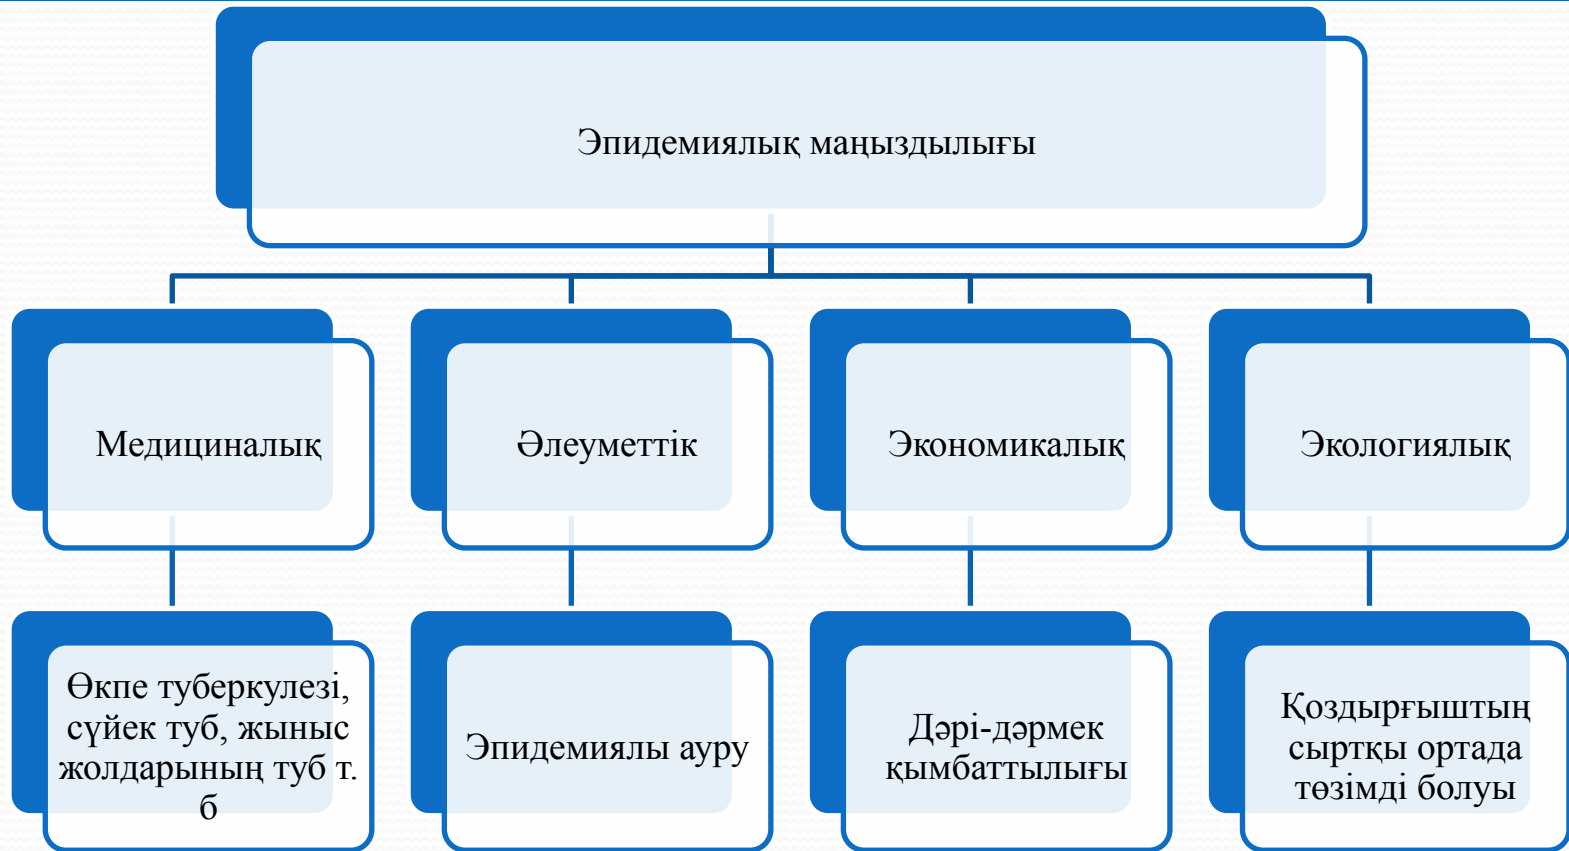 Эпидемиялық маңыздылығы
Медициналық
Әлеуметтік
Экономикалық
Экологиялық
Өкпе туберкулезі,
сүйек туб, жыныс
жолдарының туб т.
б
Эпидемиялы ауру
Дәрі-дәрмек
қымбаттылығы
Қоздырғыштың
сыртқы ортада
төзімді болуы